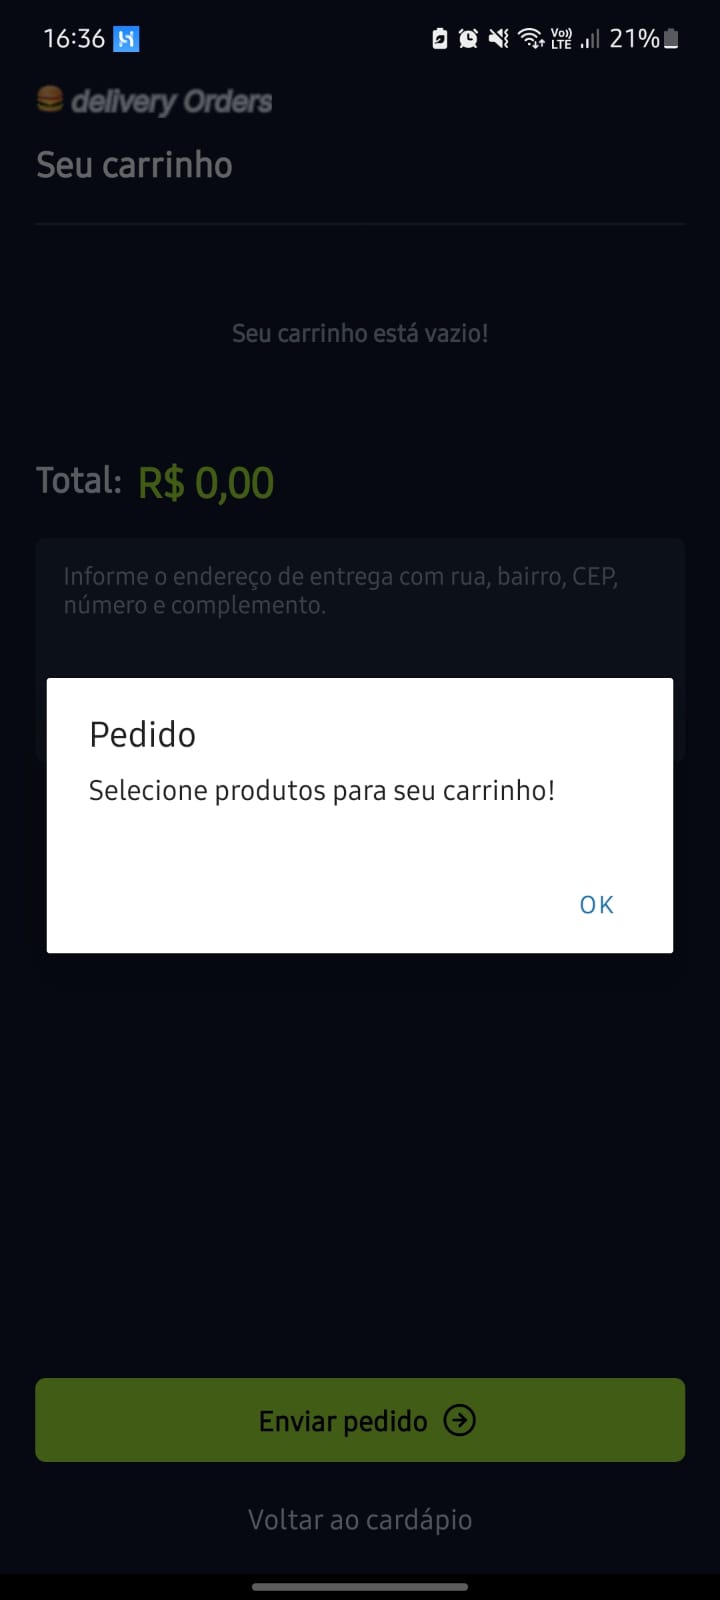 16:36
Vo)) LTE 21%
delivery Orders
Seu carrinho
Seu carrinho está vazio!
Total: R$ 0,00
Informe o endereço de entrega com rua, bairro, CEP,
número e complemento.
Pedido
Selecione produtos para seu carrinho!
OK
Enviar pedido
Voltar ao cardápio